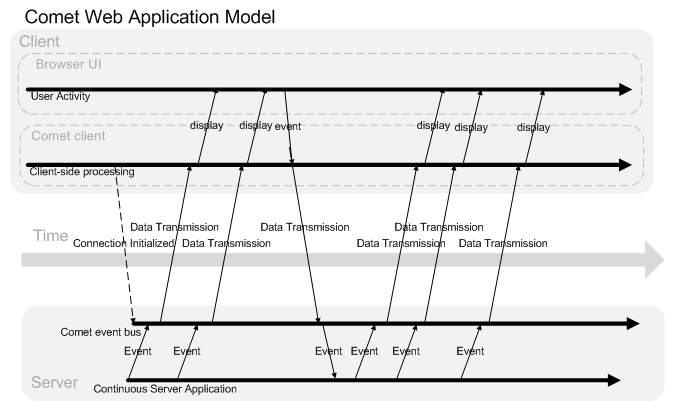 Comet Web Application Model
Client
Browser UI
User Activity
display
display
event
display
display
display
Comet client
Client-side processing
Data Transmission
Data Transmission
Data Transmission
Time
Connection Initialized
Data Transmission
Data Transmission
Data Transmission
Comet event bus
Event
Event
Event
Event
Event
Event
Server
Continuous Server Application